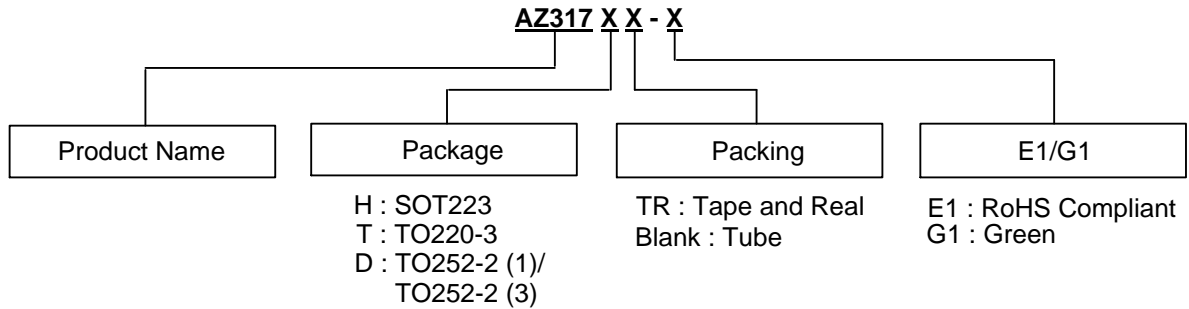 AZ317 X X - X
Product Name
Package
Packing
E1/G1
H : SOT223
T : TO220-3
D : TO252-2 (1)/
TO252-2 (3)
TR : Tape and Real
Blank : Tube
E1 : RoHS Compliant
G1 : Green